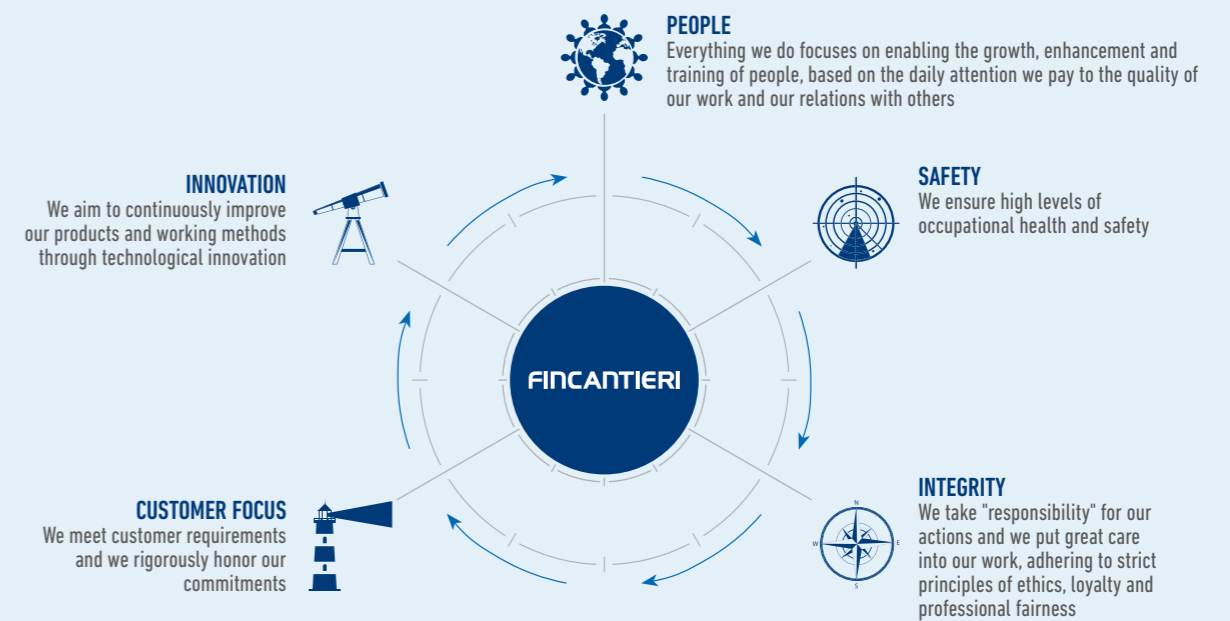 PEOPLE
Everything we do focuses on enabling the growth, enhancement and
training of people, based on the daily attention we pay to the quality of
our work and our relations with others
INNOVATION
We aim to continuously improve
our products and working methods
through technological innovation
SAFETY
We ensure high levels of
occupational health and safety
FINCANTIERI
CUSTOMER FOCUS
We meet customer requirements
and we rigorously honor our
commitments
INTEGRITY
We take "responsibility" for our
actions and we put great care
into our work, adhering to strict
principles of ethics, loyalty and
professional fairness
N
W
E
S